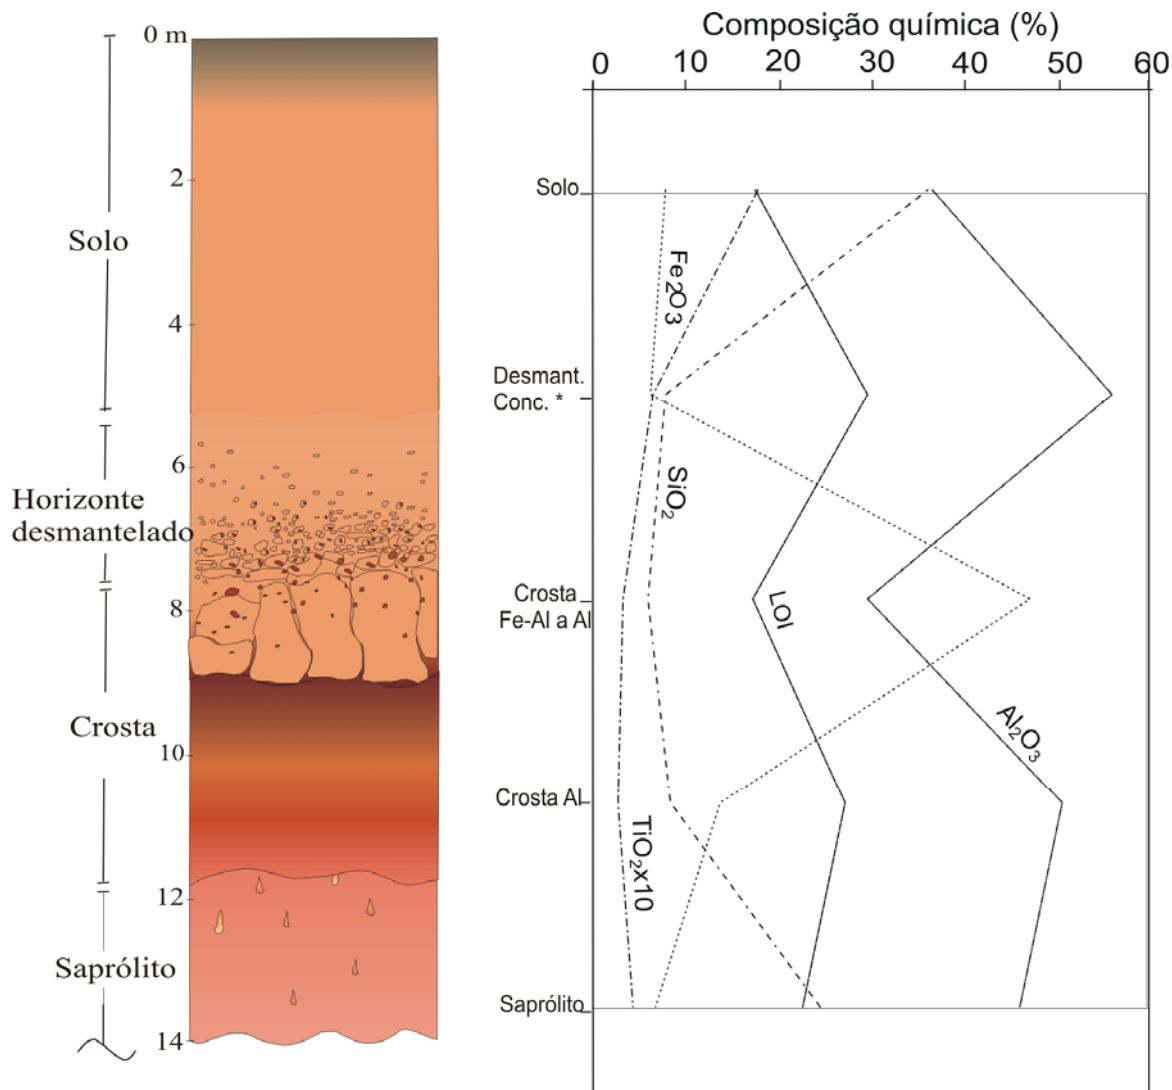 0 m
2
4
6
8
10
12
14
Solo
Horizonte
desmantelado
Crosta
Saprólito
Composição química (%)
0 10 20 30 40 50 60
Solo
Desmant.
Conc. *
Crosta
Fe-Al a Al
Crosta Al
Saprólito
Fe2O3
SiO2
LOI
Al2O3
TiO2x10